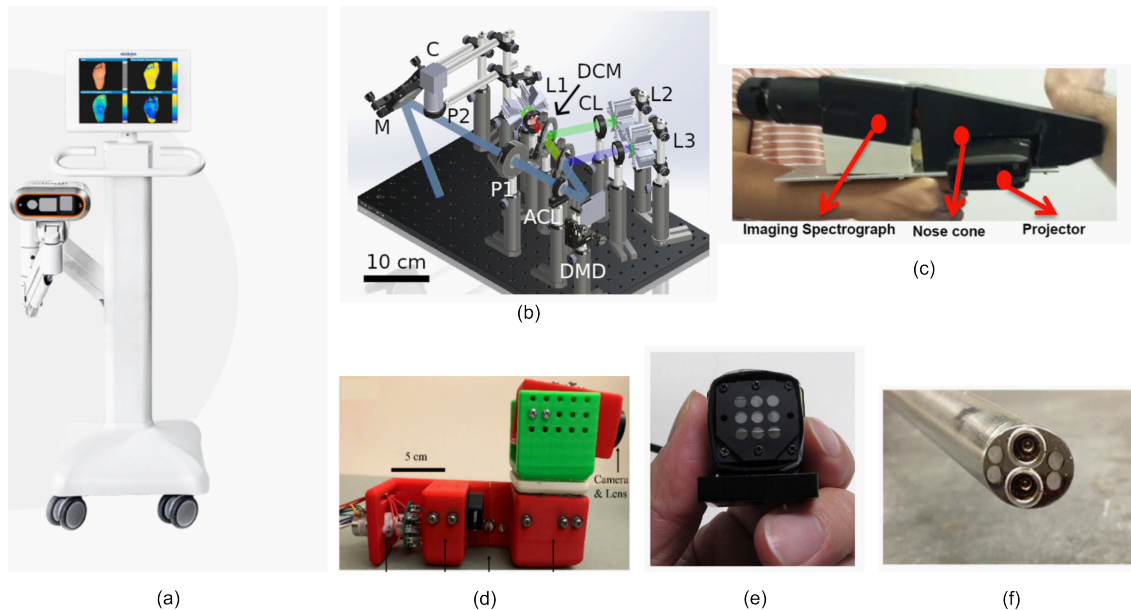 C
L1
DCM
CL
L2
M
P2
L3
P1
ACL
DMD
10 cm
(b)
Imaging Spectrograph
Nose cone
Projector
(c)
5 cm
Camera
& Lens
(a)
(d)
(e)
(f)